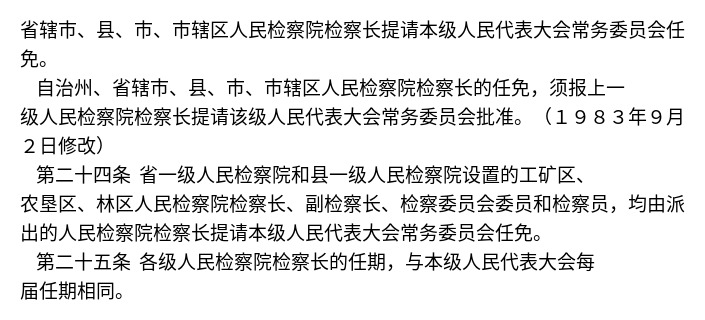 省辖市、县、市、市辖区人民检察院检察长提请本级人民代表大会常务委员会任
免。
自治州、省辖市、县、市、市辖区人民检察院检察长的任免，须报上一
级人民检察院检察长提请该级人民代表大会常务委员会批准。（１９８３年９月
２日修改）
第二十四条 省一级人民检察院和县一级人民检察院设置的工矿区、
农垦区、林区人民检察院检察长、副检察长、检察委员会委员和检察员，均由派
出的人民检察院检察长提请本级人民代表大会常务委员会任免。
第二十五条 各级人民检察院检察长的任期，与本级人民代表大会每
届任期相同。